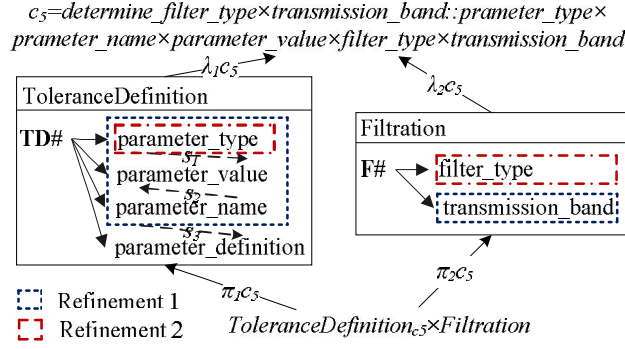 c5=determine_filter_type×transmission_band::prameter_type×
prameter_name×parameter_value×filter_type×transmission_band
λ1c5
λ2c5
ToleranceDefinition
TD#
parameter_type
s1
parameter_value
s2
parameter_name
s3
parameter_definition
Filtration
F#
filter_type
transmission_band
π1c5
π2c5
Refinement 1
Refinement 2
ToleranceDefinitionc5×Filtration